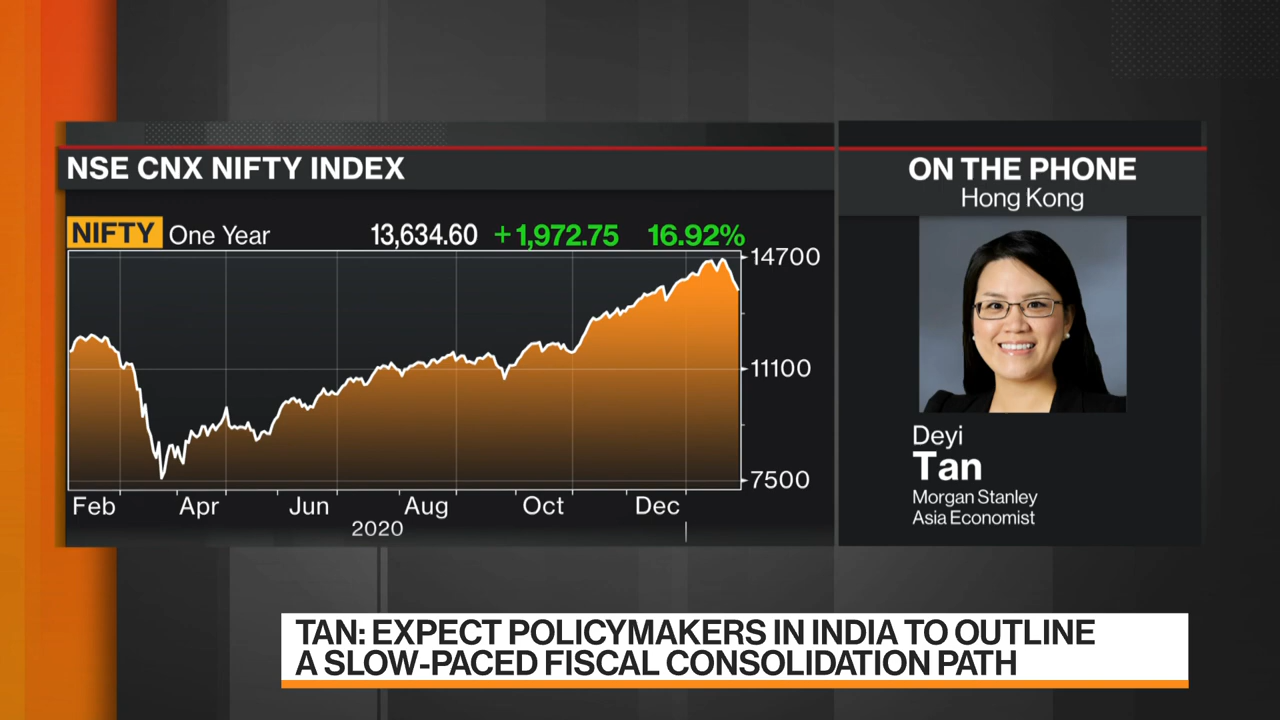 NSE CNX NIFTY INDEX
NIFTY One Year 13,634.60 +1,972.75 16.92%
14700
11100
7500
Feb Apr Jun Aug Oct Dec
2020
ON THE PHONE
Hong Kong
Deyi
Tan
Morgan Stanley
Asia Economist
TAN: EXPECT POLICYMAKERS IN INDIA TO OUTLINE
A SLOW-PACED FISCAL CONSOLIDATION PATH